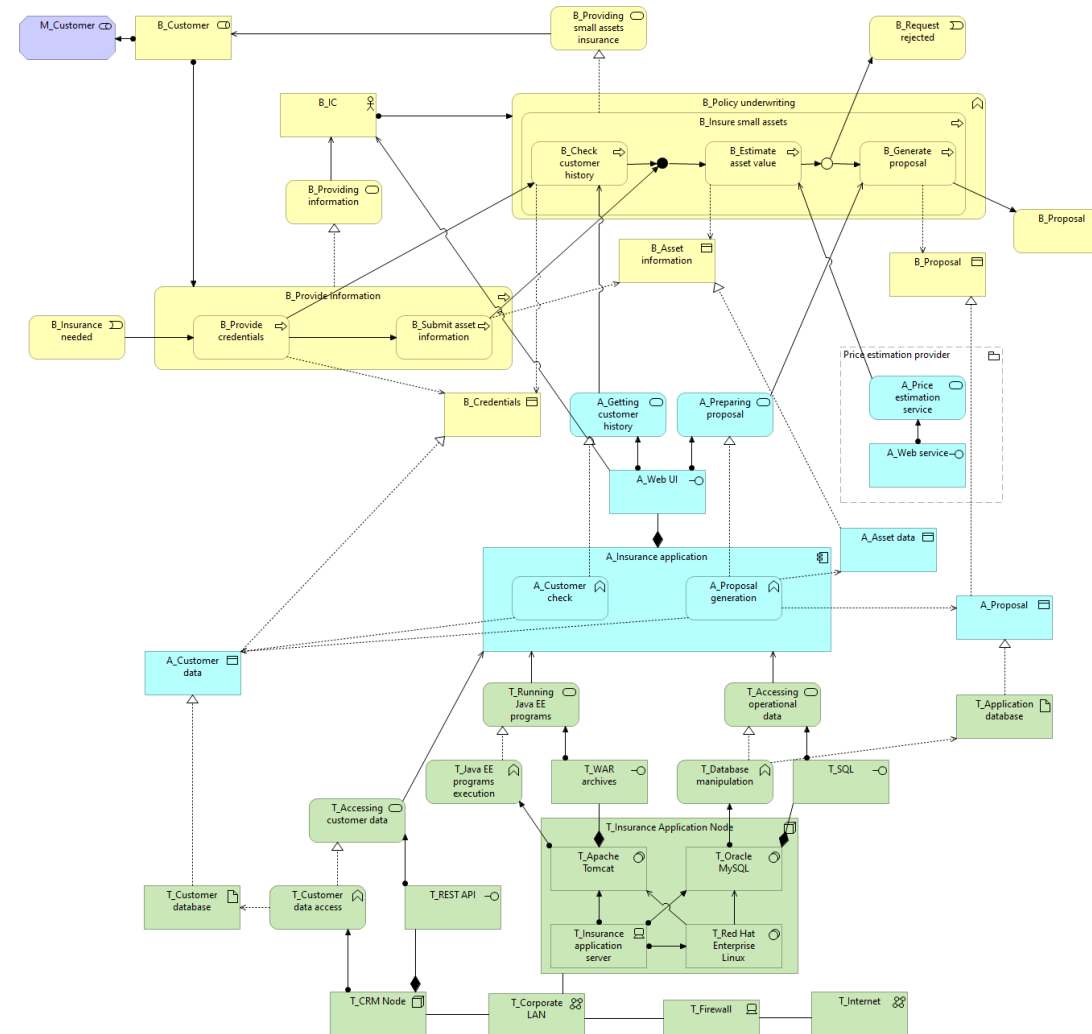 M_Customer
B_Customer
B_Providing
small assets
insurance
B_Request
rejected
B_IC
B_Policy underwriting
B_Insure small assets
B_Check
customer
history
B_Estimate
asset value
B_Generate
proposal
B_Providing
information
B_Proposal
B_Asset
information
B_Proposal
B_Provide information
B_Insurance
needed
B_Provide
credentials
B_Submit asset
information
Price estimation provider
A_Price
estimation
service
B_Credentials
A_Getting
customer
history
A_Preparing
proposal
A_Web service
A_Web UI
A_Asset data
A_Insurance application
A_Customer
check
A_Proposal
generation
A_Proposal
A_Customer
data
T_Running
Java EE
programs
T_Accessing
operational
data
T_Application
database
T_Java EE
programs
execution
T_WAR
archives
T_Database
manipulation
T_SQL
T_Accessing
customer data
T_Insurance Application Node
T_Apache
Tomcat
T_Oracle
MySQL
T_Customer
database
T_Customer
data access
T_REST API
T_Insurance
application
server
T_Red Hat
Enterprise
Linux
T_CRM Node
T_Corporate
LAN
T_Firewall
T_Internet